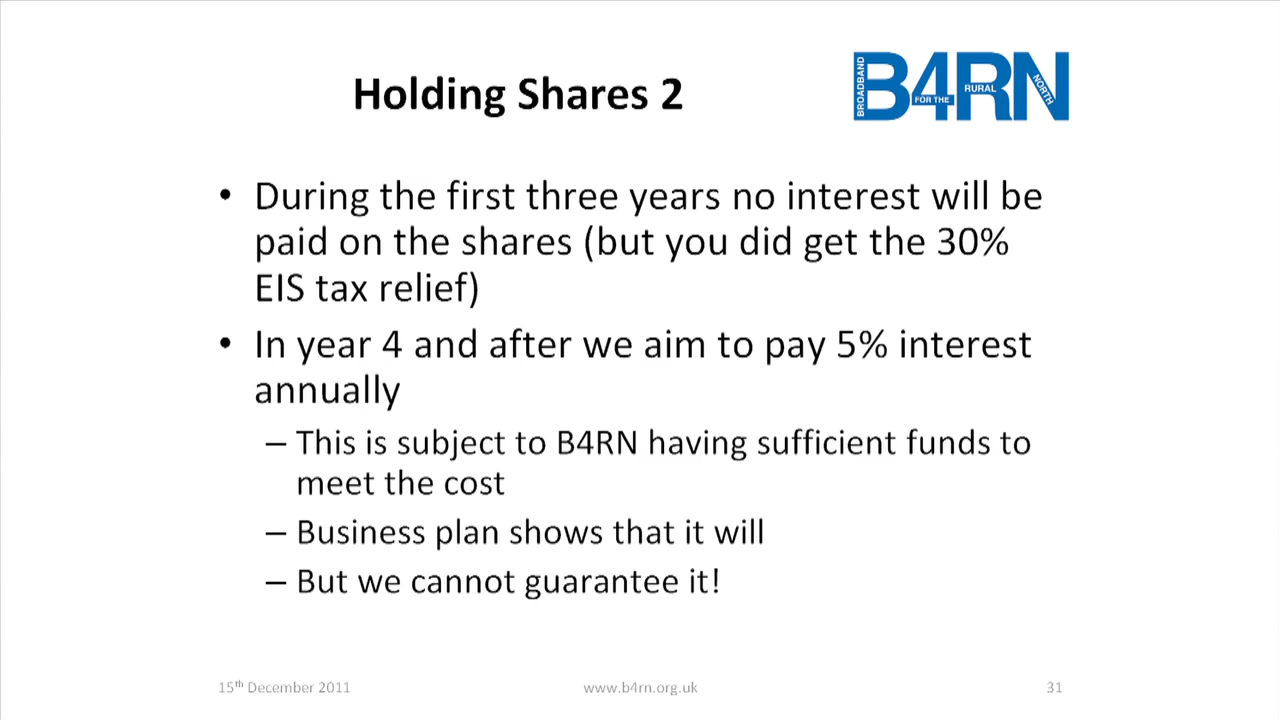 Holding Shares 2
BROADBAND
B4RN
FOR THE
RURAL
NORTH
• During the first three years no interest will be
paid on the shares (but you did get the 30%
EIS tax relief)
• In year 4 and after we aim to pay 5% interest
annually
– This is subject to B4RN having sufficient funds to
meet the cost
– Business plan shows that it will
– But we cannot guarantee it!
15th December 2011
www.b4rn.org.uk
31